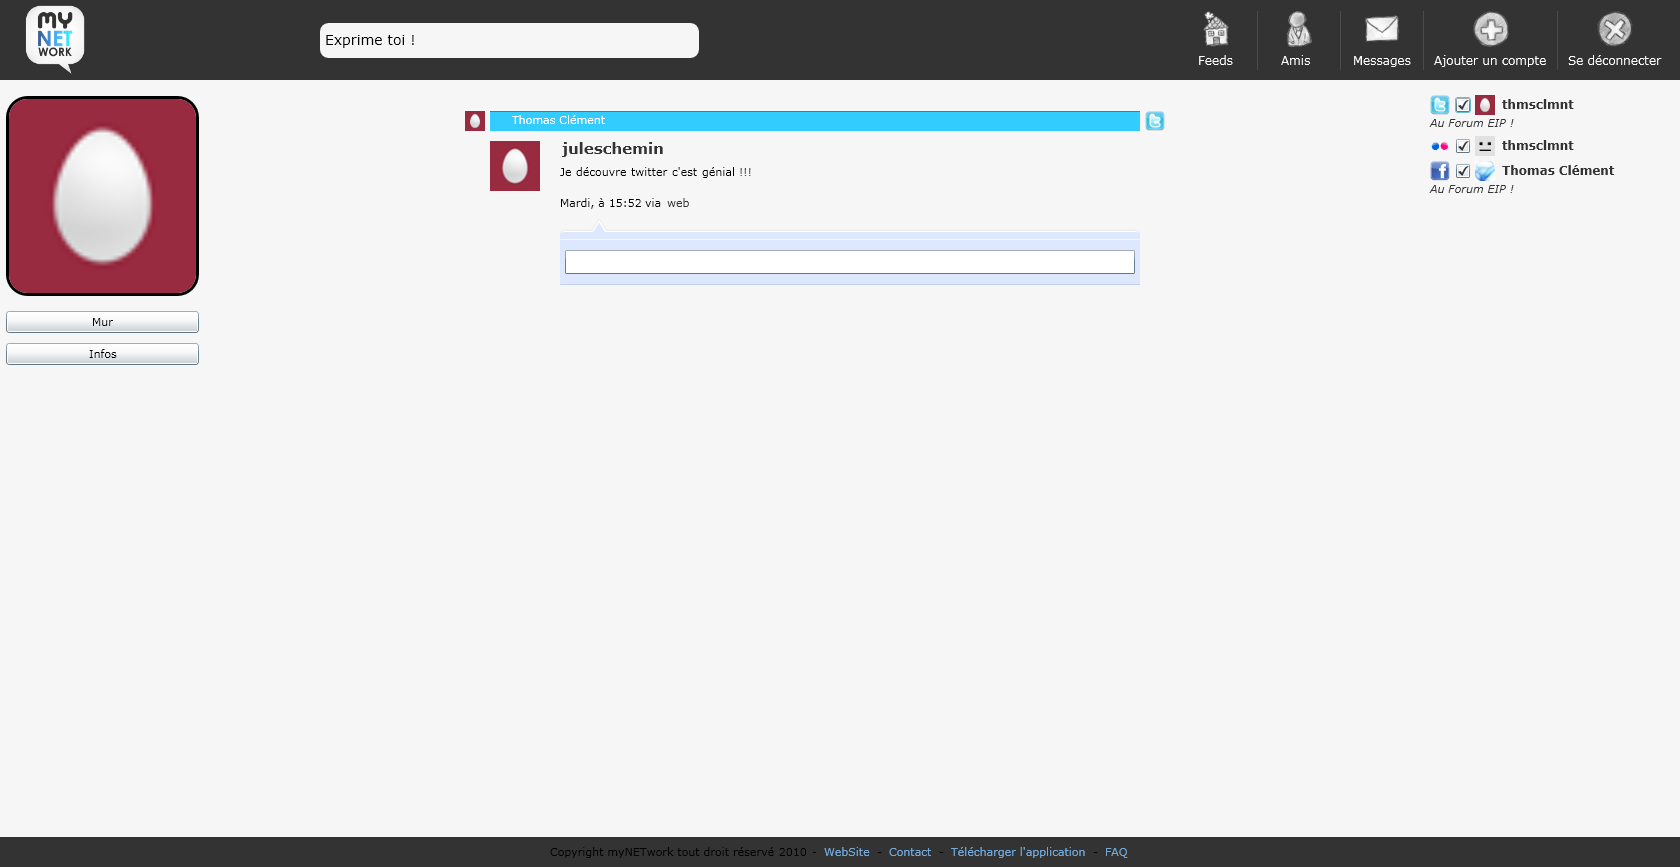 my
NET
WORK
Exprime toi !
Feeds
Amis
Messages
Ajouter un compte
Se déconnecter
Thomas Clément
juleschemin
Je découvre twitter c'est génial !!!
Mardi, à 15:52 via web
Mur
Infos
thmsclmnt
Au Forum EIP !
thmsclmnt
Thomas Clément
Au Forum EIP !
Copyright myNETwork tout droit réservé 2010 - WebSite - Contact - Télécharger l'application - FAQ